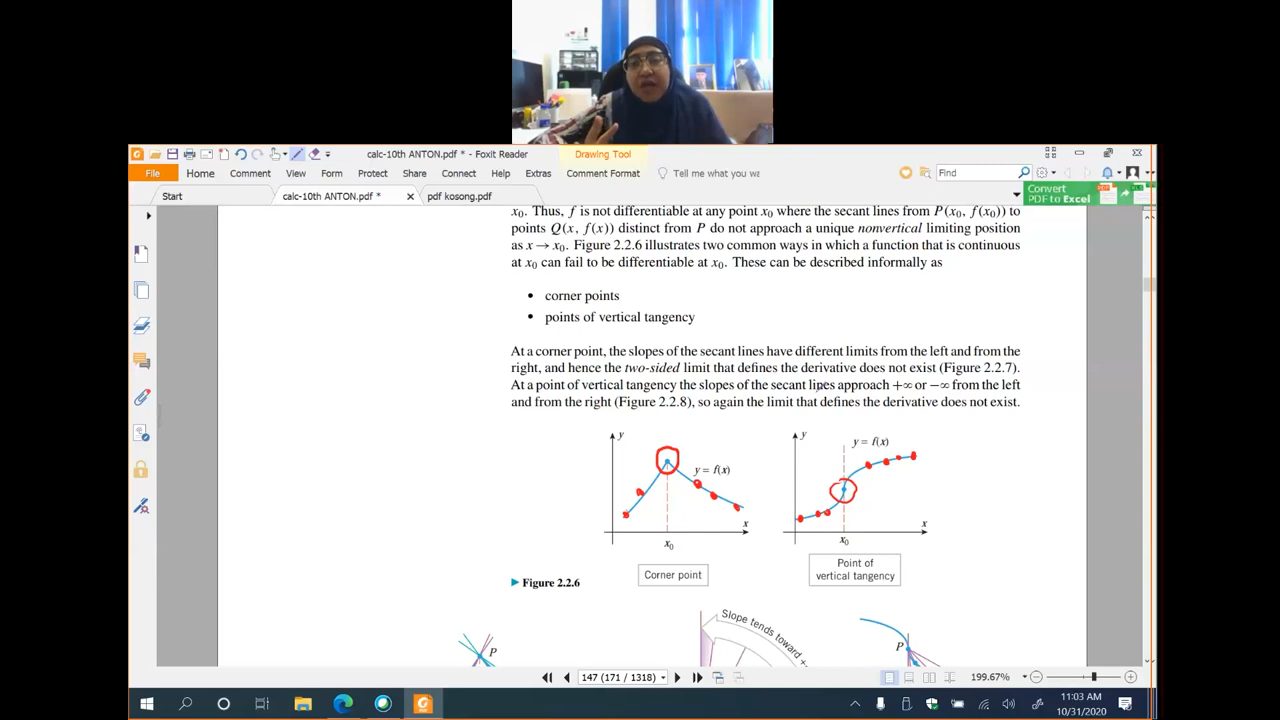 calc-10th ANTON.pdf * - Foxit Reader
Drawing Tool
File
Home
Comment
View
Form
Protect
Share
Connect
Help
Extras
Comment Format
Tell me what you wa
Find
Start
calc-10th ANTON.pdf *
pdf kosong.pdf
Convert
PDF to Excel
x₀. Thus, f is not differentiable at any point x₀ where the secant lines from P(x₀, f(x₀)) to
points Q(x, f(x)) distinct from P do not approach a unique nonvertical limiting position
as x → x₀. Figure 2.2.6 illustrates two common ways in which a function that is continuous
at x₀ can fail to be differentiable at x₀. These can be described informally as
• corner points
• points of vertical tangency
At a corner point, the slopes of the secant lines have different limits from the left and from the
right, and hence the two-sided limit that defines the derivative does not exist (Figure 2.2.7).
At a point of vertical tangency the slopes of the secant lines approach +∞ or −∞ from the left
and from the right (Figure 2.2.8), so again the limit that defines the derivative does not exist.
y
y = f(x)
x
x₀
Corner point
y
y = f(x)
x
x₀
Point of
vertical tangency
▶ Figure 2.2.6
P
Slope tends toward +
P
147 (171 / 1318)
199.67%
11:03 AM
10/31/2020